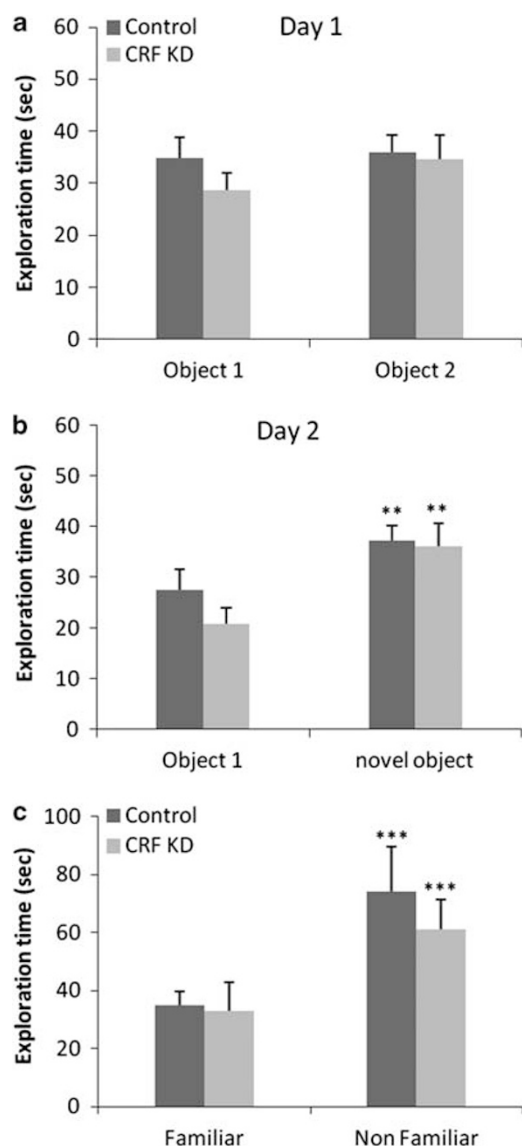 a
Day 1
Control
CRF KD
Exploration time (sec)
60
50
40
30
20
10
0
Object 1
Object 2
b
Day 2
Exploration time (sec)
60
50
40
30
20
10
0
**
**
Object 1
novel object
c
Control
CRF KD
Exploration time (sec)
100
80
60
40
20
0
***
***
Familiar
Non Familiar